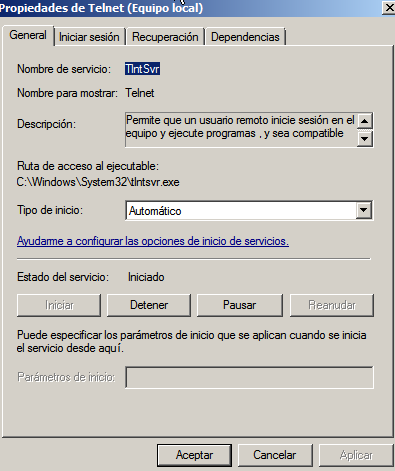 Propiedades de Telnet (Equipo local)
General
Iniciar sesión
Recuperación
Dependencias
Nombre de servicio:
TlntSvr
Nombre para mostrar:
Telnet
Descripción:
Permite que un usuario remoto inicie sesión en el
equipo y ejecute programas , y sea compatible
Ruta de acceso al ejecutable:
C:\Windows\System32\tlntsvr.exe
Tipo de inicio:
Automático
Ayudarme a configurar las opciones de inicio de servicios.
Estado del servicio:
Iniciado
Iniciar
Detener
Pausar
Reanudar
Puede especificar los parámetros de inicio que se aplican cuando se inicia
el servicio desde aquí.
Parámetros de inicio:
Aceptar
Cancelar
Aplicar